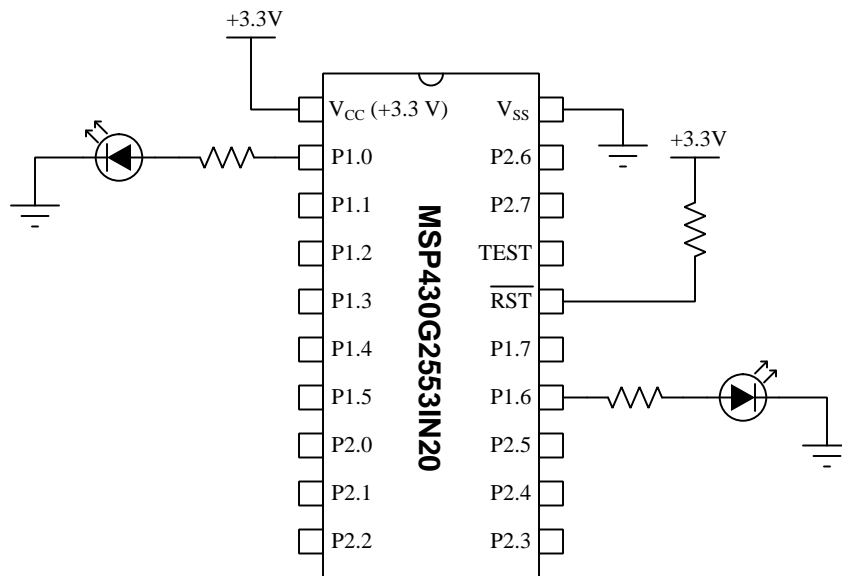 +3.3V
V_CC (+3.3 V)
V_SS
+3.3V
P1.0
P2.6
P1.1
P2.7
P1.2
TEST
P1.3
RST
P1.4
P1.7
P1.5
P1.6
P2.0
P2.5
P2.1
P2.4
P2.2
P2.3
MSP430G2553IN20